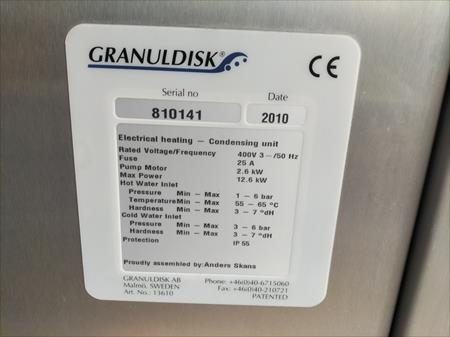 GRANULDISK®
CE
Serial no Date
810141 2010
Electrical heating – Condensing unit
Rated Voltage/Frequency 400V 3~/50 Hz
Fuse 25 A
Pump Motor 2.6 kW
Max Power 12.6 kW
Hot Water Inlet
Pressure Min - Max 1 - 6 bar
Temperature Min - Max 55 - 65 °C
Hardness Min - Max 3 - 7 °dH
Cold Water Inlet
Pressure Min - Max 3 - 6 bar
Hardness Min - Max 3 - 7 °dH
Protection IP 55
Proudly assembled by: Anders Skans
GRANULDISK AB Phone: +46(0)40-6715060
Malmö, SWEDEN Fax: +46(0)40-210721
Art. No.: 13610 PATENTED